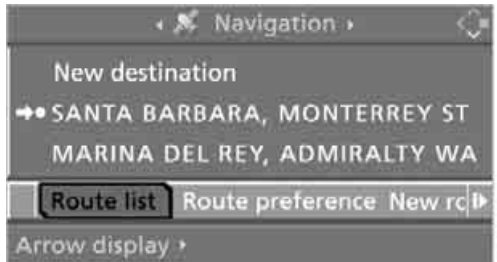 Navigation
New destination
SANTA BARBARA, MONTERREY ST
MARINA DEL REY, ADMIRALTY WA
Route list Route preference New rc
Arrow display